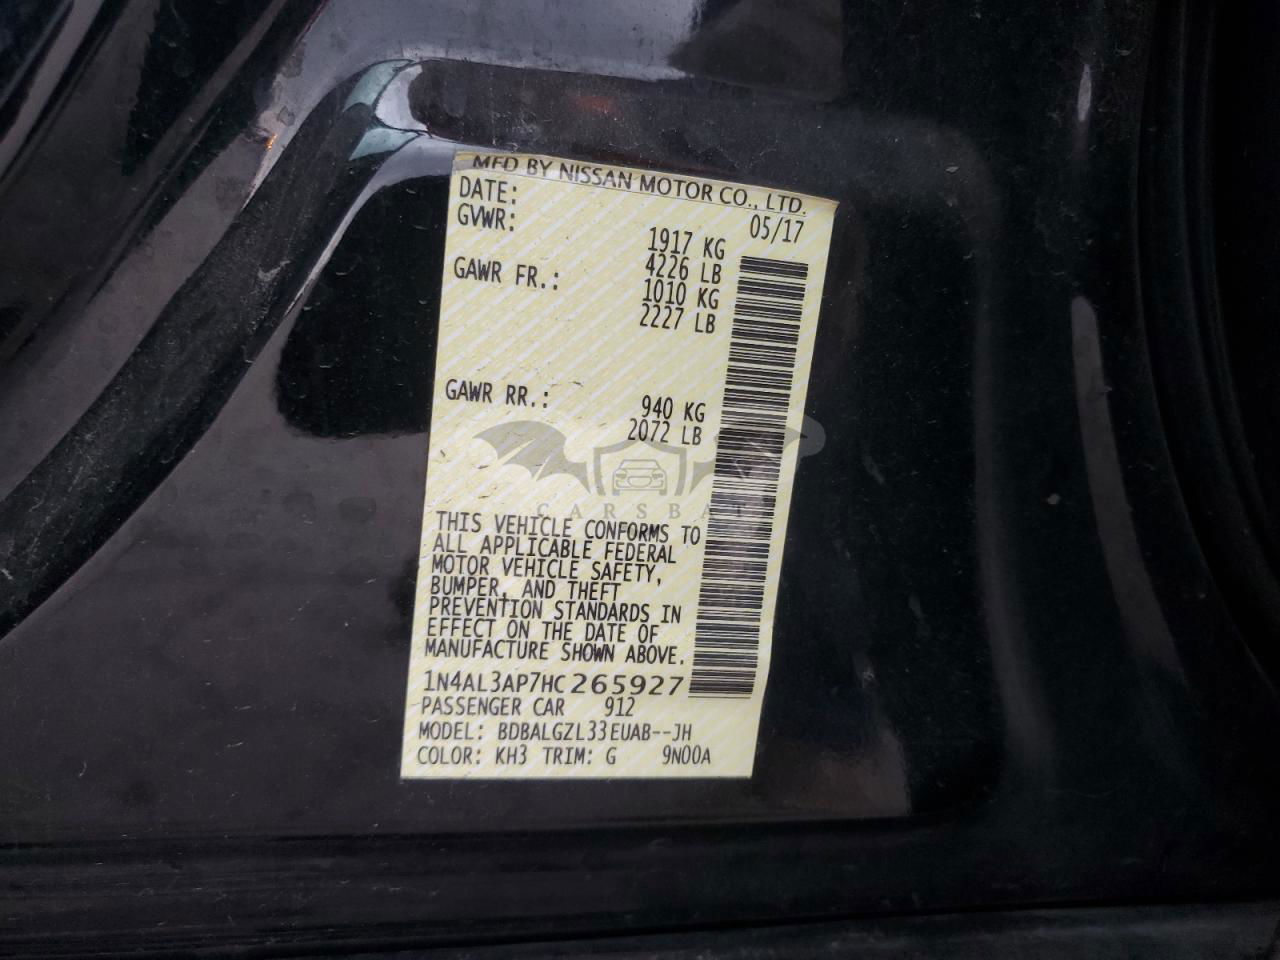 MFD BY NISSAN MOTOR CO., LTD.
DATE: 05/17
GVWR: 1917 KG
4226 LB
GAWR FR.: 1010 KG
2227 LB
GAWR RR.: 940 KG
2072 LB
CARSBAT
THIS VEHICLE CONFORMS TO
ALL APPLICABLE FEDERAL
MOTOR VEHICLE SAFETY,
BUMPER, AND THEFT
PREVENTION STANDARDS IN
EFFECT ON THE DATE OF
MANUFACTURE SHOWN ABOVE.
1N4AL3AP7HC265927
PASSENGER CAR 912
MODEL: BDBALGZL33EUAB--JH
COLOR: KH3 TRIM: G 9N00A